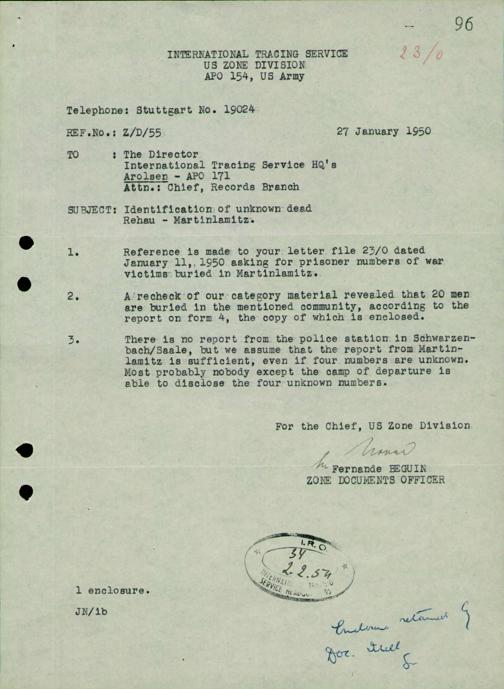 96
23/0
INTERNATIONAL TRACING SERVICE
US ZONE DIVISION
APO 154, US Army
Telephone: Stuttgart No. 19024
REF.No.: Z/D/55
27 January 1950
TO : The Director
International Tracing Service HQ's
Arolsen - APO 171
Attn.: Chief, Records Branch
SUBJECT: Identification of unknown dead
Rehau - Martinlamitz.
1. Reference is made to your letter file 23/0 dated
January 11, 1950 asking for prisoner numbers of war
victims buried in Martinlamitz.
2. A recheck of our category material revealed that 20 men
are buried in the mentioned community, according to the
report on form 4, the copy of which is enclosed.
3. There is no report from the police station in Schwarzen-
bach/Saale, but we assume that the report from Martin-
lamitz is sufficient, even if four numbers are unknown.
Most probably nobody except the camp of departure is
able to disclose the four unknown numbers.
For the Chief, US Zone Division
Fernande BEGUIN
ZONE DOCUMENTS OFFICER
I.R.O.
34
SERVICE
1 enclosure.
JN/ib
Enclosure retained
Doc.